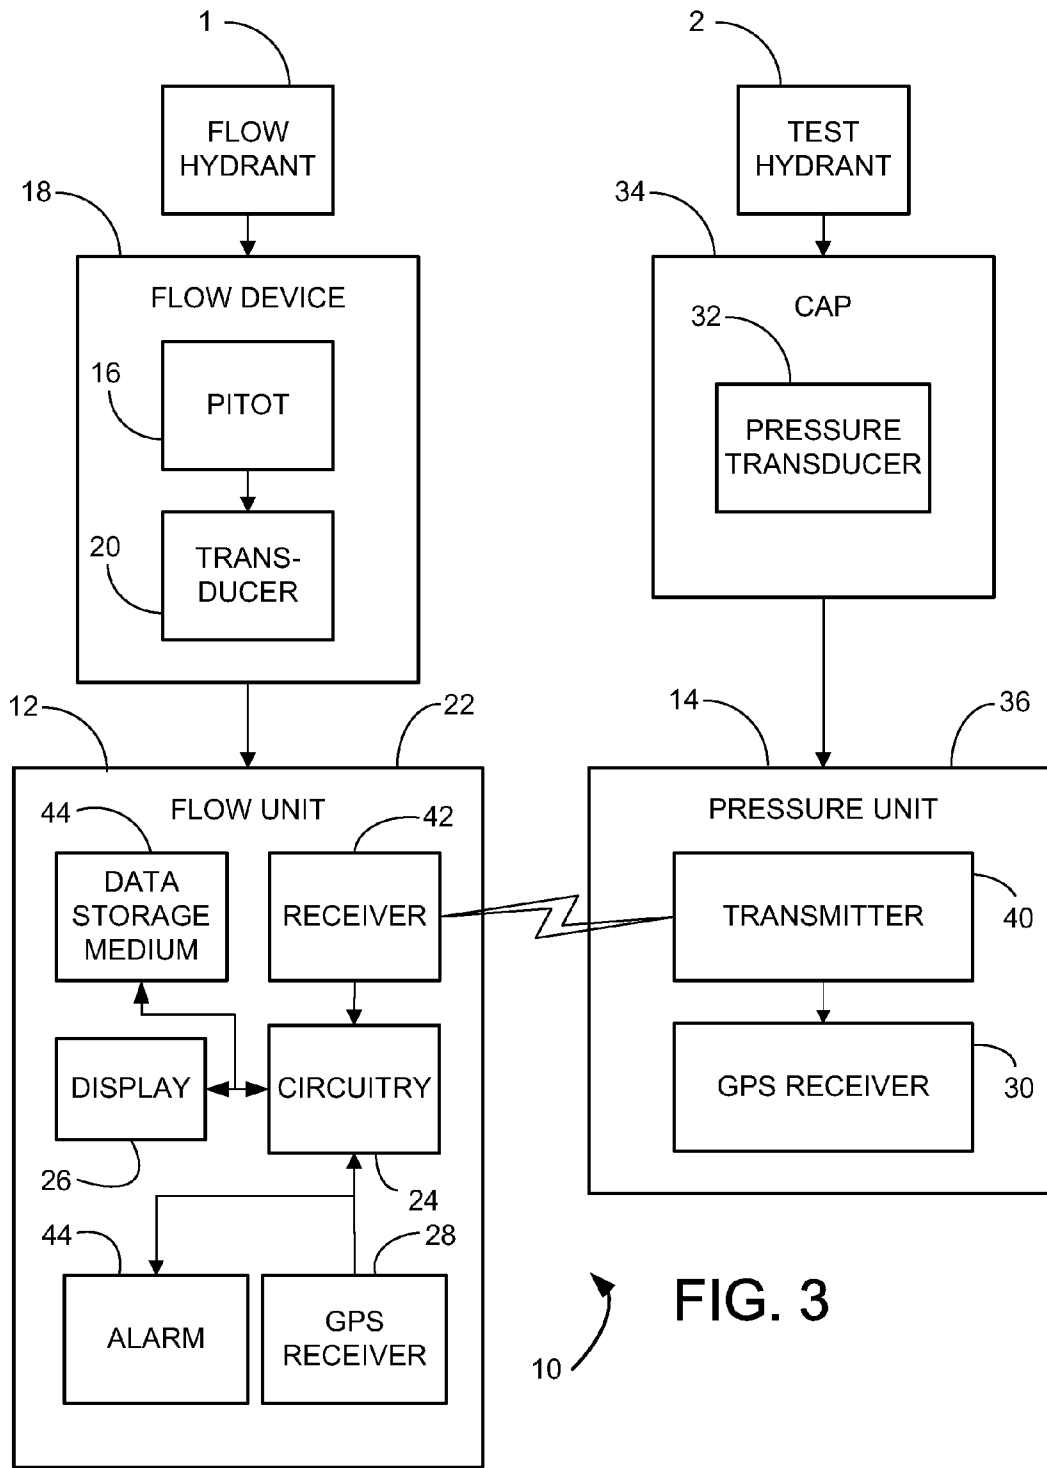 1
2
FLOW
HYDRANT
TEST
HYDRANT
18
34
FLOW DEVICE
CAP
32
16
PITOT
PRESSURE
TRANSDUCER
20
TRANS-
DUCER
12
22
14
36
FLOW UNIT
PRESSURE UNIT
44
42
DATA
STORAGE
MEDIUM
RECEIVER
TRANSMITTER
40
DISPLAY
CIRCUITRY
GPS RECEIVER
30
26
24
44
28
ALARM
GPS
RECEIVER
10
FIG. 3